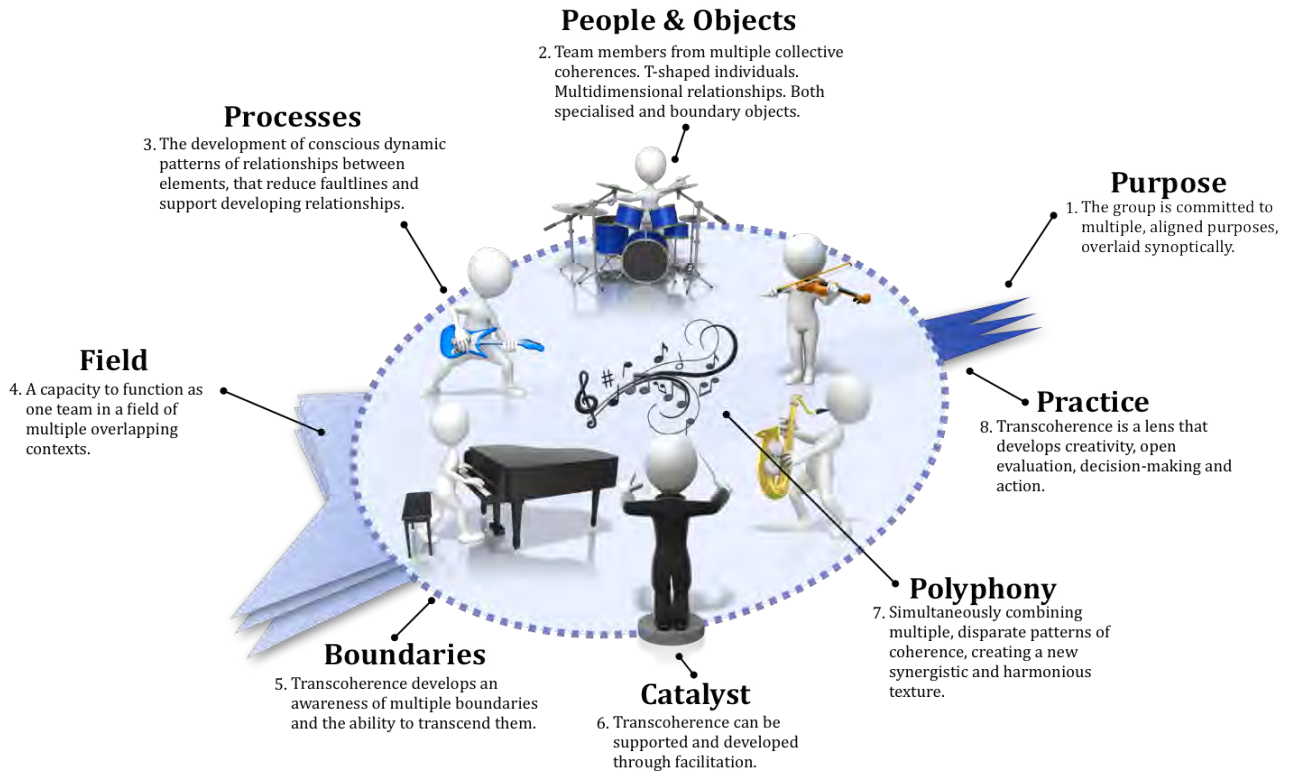 People & Objects
2. Team members from multiple collective
coherences. T-shaped individuals.
Multidimensional relationships. Both
specialised and boundary objects.
Processes
3. The development of conscious dynamic
patterns of relationships between
elements, that reduce faultlines and
support developing relationships.
Purpose
1. The group is committed to
multiple, aligned purposes,
overlaid synoptically.
Field
4. A capacity to function as
one team in a field of
multiple overlapping
contexts.
Practice
8. Transcoherence is a lens that
develops creativity, open
evaluation, decision-making and
action.
Polyphony
7. Simultaneously combining
multiple, disparate patterns of
coherence, creating a new
synergistic and harmonious
texture.
Boundaries
5. Transcoherence develops an
awareness of multiple boundaries
and the ability to transcend them.
Catalyst
6. Transcoherence can be
supported and developed
through facilitation.